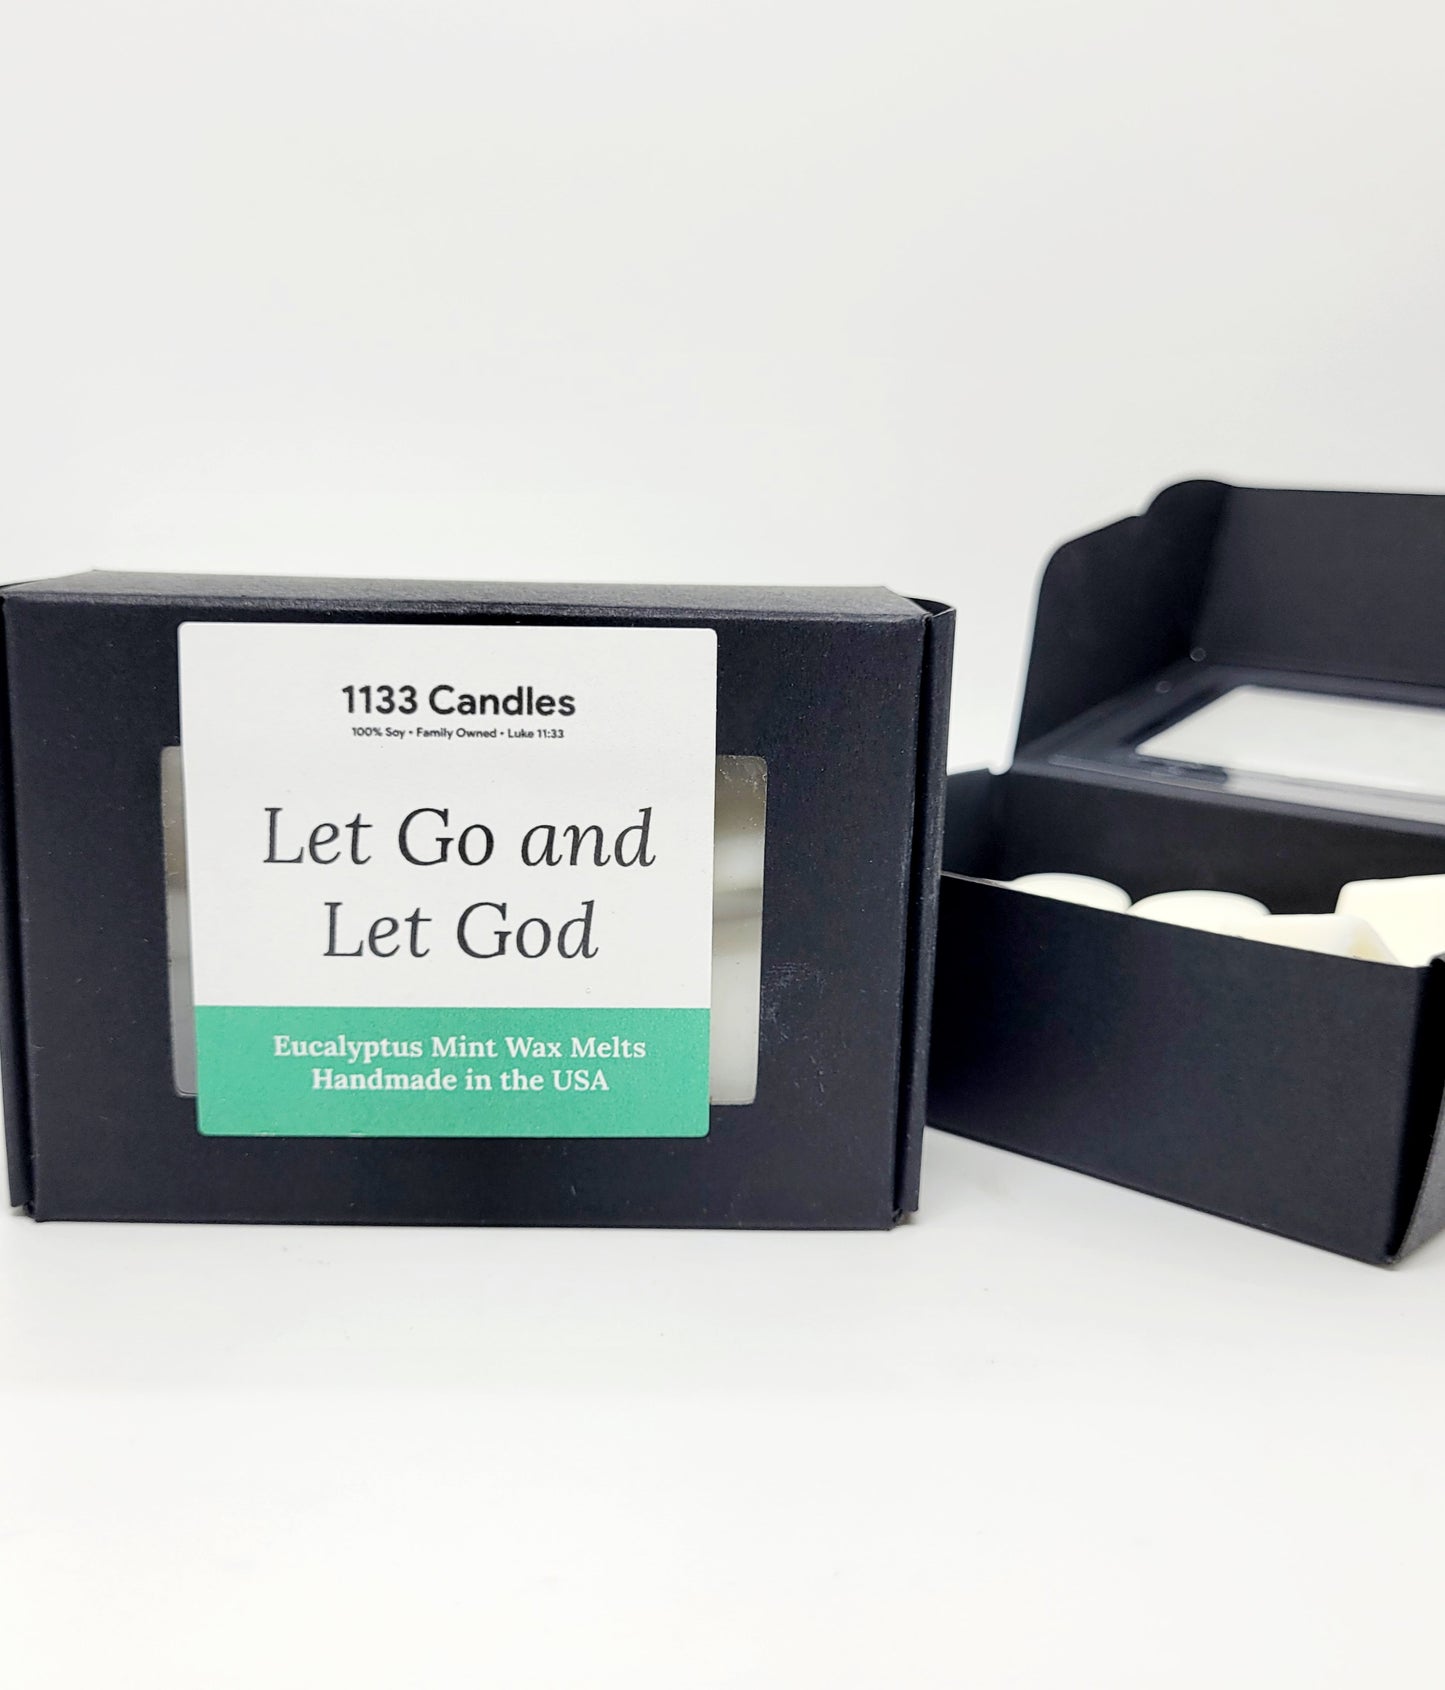 1133 Candles
100% Soy • Family Owned • Luke 11:33
Let Go and
Let God
Eucalyptus Mint Wax Melts
Handmade in the USA